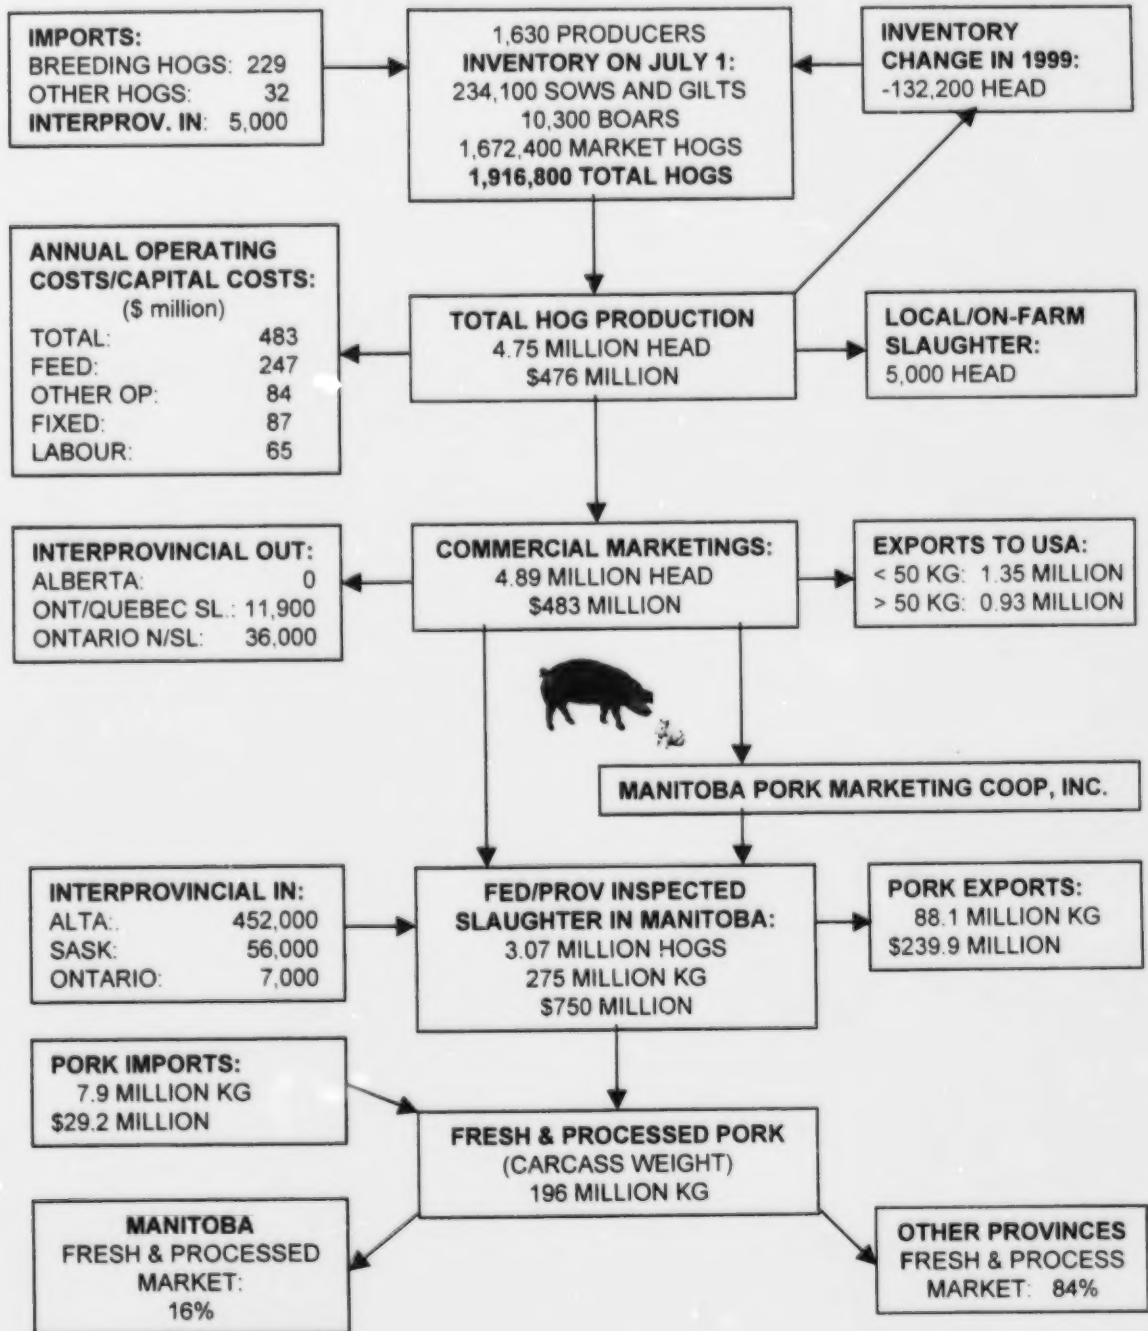 IMPORTS:
BREEDING HOGS: 229
OTHER HOGS: 32
INTERPROV. IN: 5,000
1,630 PRODUCERS
INVENTORY ON JULY 1:
234,100 SOWS AND GILTS
10,300 BOARS
1,672,400 MARKET HOGS
1,916,800 TOTAL HOGS
INVENTORY
CHANGE IN 1999:
-132,200 HEAD
ANNUAL OPERATING
COSTS/CAPITAL COSTS:
($ million)
TOTAL: 483
FEED: 247
OTHER OP: 84
FIXED: 87
LABOUR: 65
TOTAL HOG PRODUCTION
4.75 MILLION HEAD
$476 MILLION
LOCAL/ON-FARM
SLAUGHTER:
5,000 HEAD
INTERPROVINCIAL OUT:
ALBERTA: 0
ONT/QUEBEC SL.: 11,900
ONTARIO N/SL: 36,000
COMMERCIAL MARKETINGS:
4.89 MILLION HEAD
$483 MILLION
EXPORTS TO USA:
< 50 KG: 1.35 MILLION
> 50 KG: 0.93 MILLION
MANITOBA PORK MARKETING COOP, INC.
INTERPROVINCIAL IN:
ALTA: 452,000
SASK: 56,000
ONTARIO: 7,000
FED/PROV INSPECTED
SLAUGHTER IN MANITOBA:
3.07 MILLION HOGS
275 MILLION KG
$750 MILLION
PORK EXPORTS:
88.1 MILLION KG
$239.9 MILLION
PORK IMPORTS:
7.9 MILLION KG
$29.2 MILLION
FRESH & PROCESSED PORK
(CARCASS WEIGHT)
196 MILLION KG
MANITOBA
FRESH & PROCESSED
MARKET:
16%
OTHER PROVINCES
FRESH & PROCESS
MARKET: 84%